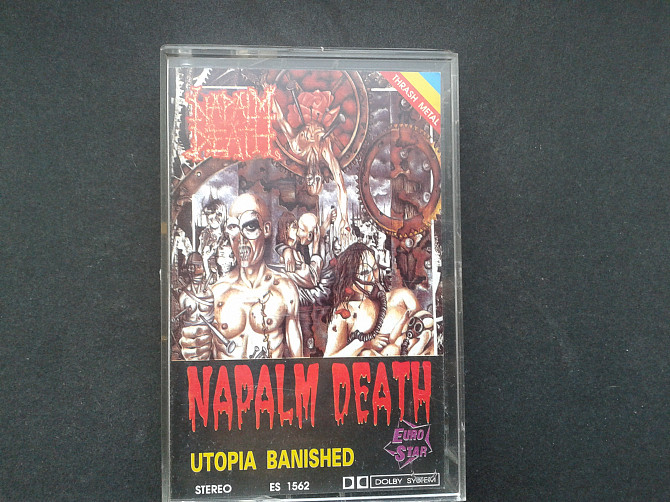 NAPALM
DEATH
THRASH METAL
NAPALM DEATH
EURO
STAR
UTOPIA BANISHED
STEREO ES 1562 DOLBY SYSTEM